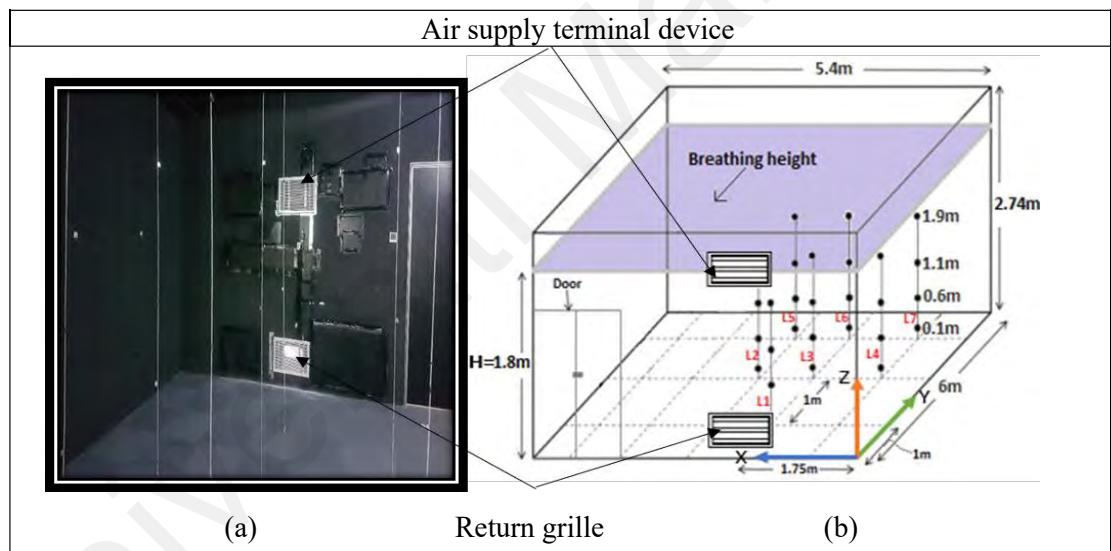 Air supply terminal device
5.4m
Breathing height
2.74m
1.9m
1.1m
Door
0.6m
L5
L6
L7
0.1m
H=1.8m
L2
L3
L4
Z
6m
L1
1m
Y
X
1.75m
1m
(a)
Return grille
(b)